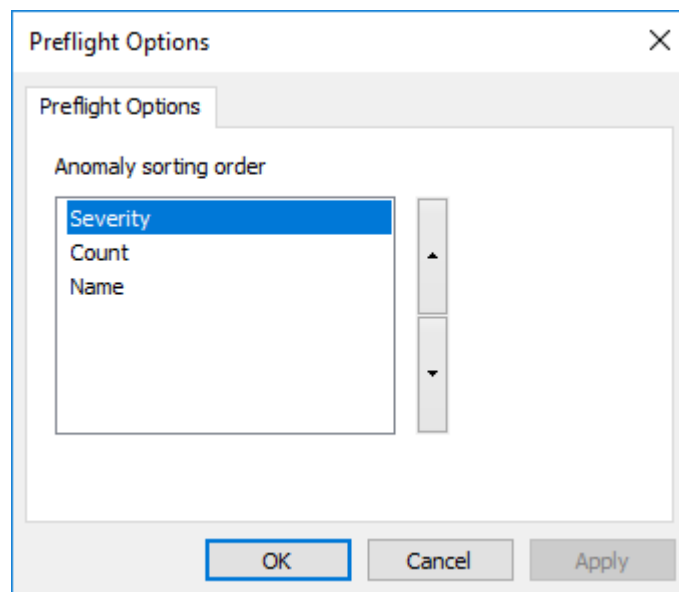 Preflight Options
Preflight Options
Anomaly sorting order
Severity
Count
Name
OK Cancel Apply